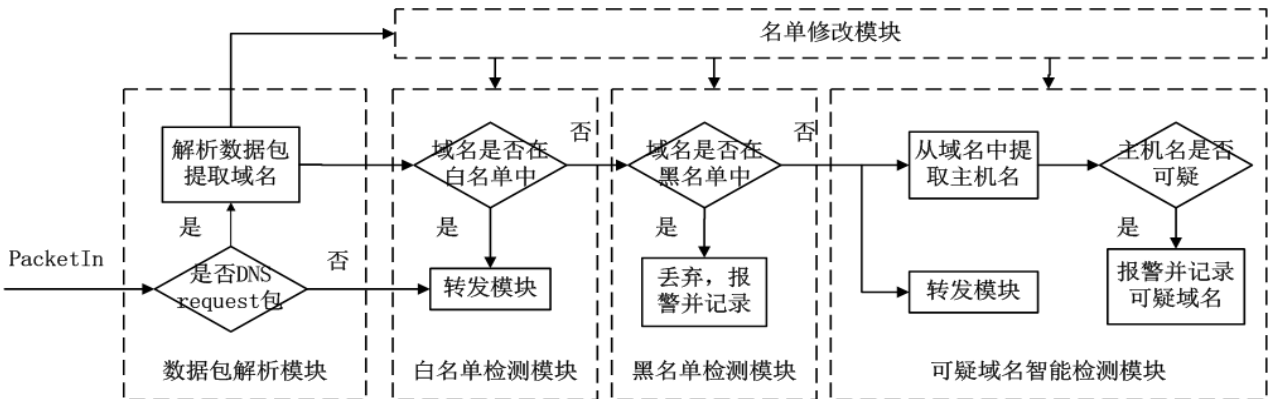 名单修改模块
解析数据包
提取域名
是
PacketIn
是否DNS
request包
否
数据包解析模块
域名是否在
白名单中
否
是
转发模块
白名单检测模块
域名是否在
黑名单中
否
是
丢弃，报
警并记录
黑名单检测模块
从域名中提
取主机名
主机名是否
可疑
是
转发模块
报警并记录
可疑域名
可疑域名智能检测模块